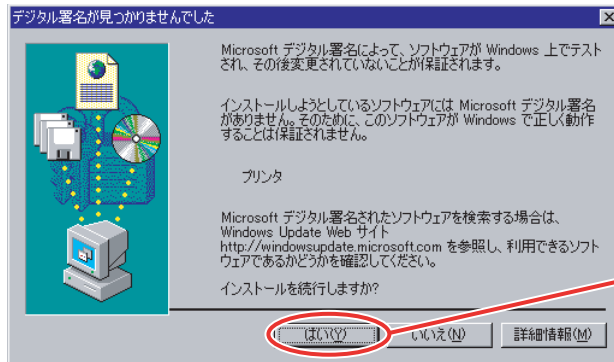 デジタル署名が見つかりませんでした
Microsoft デジタル署名によって、ソフトウェアが Windows 上でテスト
され、その後変更されていないことが保証されます。
インストールしようとしているソフトウェアには Microsoft デジタル署名
がありません。そのために、このソフトウェアが Windows で正しく動作
することは保証されません。
プリンタ
Microsoft デジタル署名されたソフトウェアを検索する場合は、
Windows Update Web サイト
http://windowsupdate.microsoft.com を参照し、利用できるソフト
ウェアであるかどうかを確認してください。
インストールを続行しますか?
はい(Y) いいえ(N) 詳細情報(M)